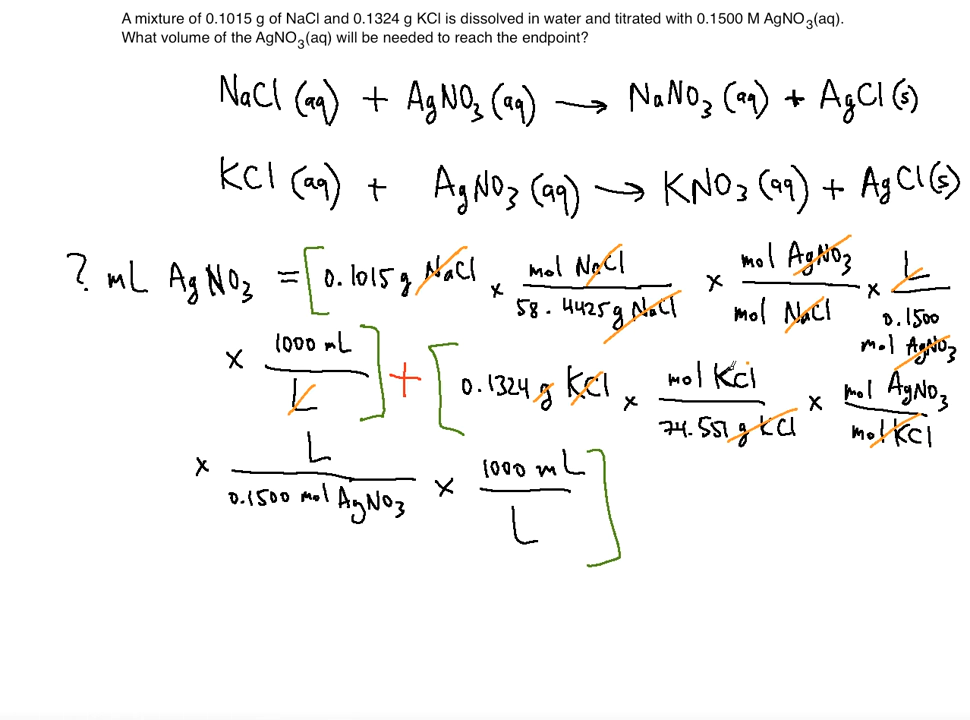 A mixture of 0.1015 g of NaCl and 0.1324 g KCl is dissolved in water and titrated with 0.1500 M AgNO₃(aq).
What volume of the AgNO₃(aq) will be needed to reach the endpoint?
NaCl (aq) + AgNO₃ (aq) → NaNO₃ (aq) + AgCl (s)
KCl (aq) + AgNO₃ (aq) → KNO₃ (aq) + AgCl (s)
? mL AgNO₃ = [ 0.1015 g NaCl x mol NaCl / 58.4425 g NaCl x mol AgNO₃ / mol NaCl x L / 0.1500 mol AgNO₃
x 1000 mL / L ] + [ 0.1324 g KCl x mol KCl / 74.551 g KCl x mol AgNO₃ / mol KCl
x L / 0.1500 mol AgNO₃ x 1000 mL / L ]